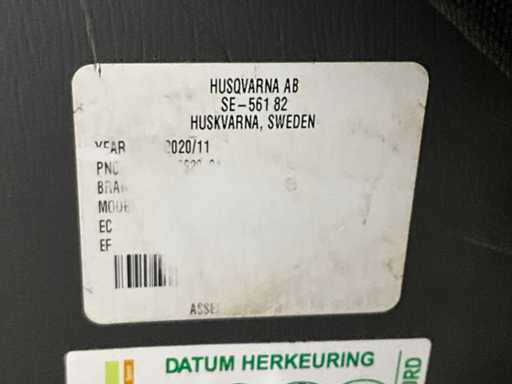 HUSQVARNA AB
SE-561 82
HUSKVARNA, SWEDEN
YEAR 2020/11
PNC
BRA
MODE
EC
EF
ASSE
DATUM HERKEURING